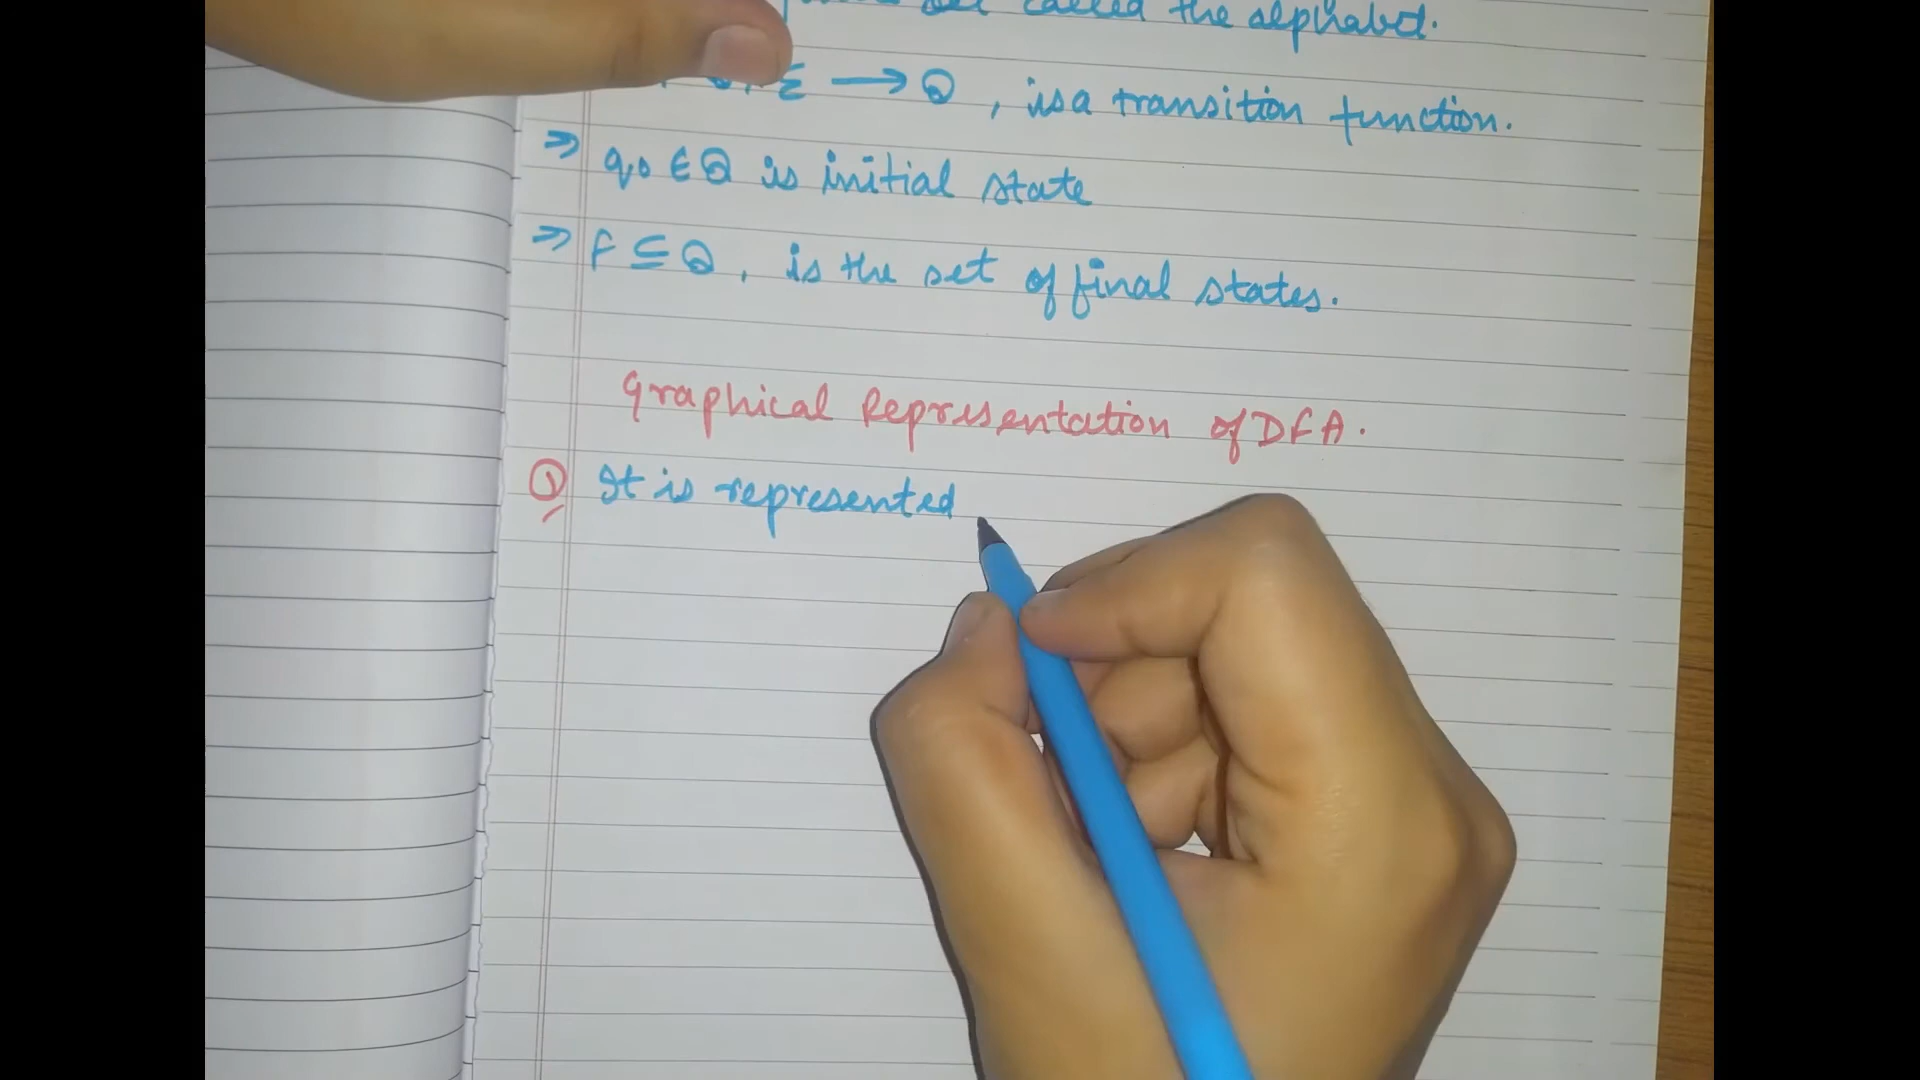 set called the alphabet.
Σ → Q, is a transition function.
⇒ q0 ∈ Q is initial state
⇒ F ⊆ Q, is the set of final states.
Graphical Representation of DFA.
① It is represented